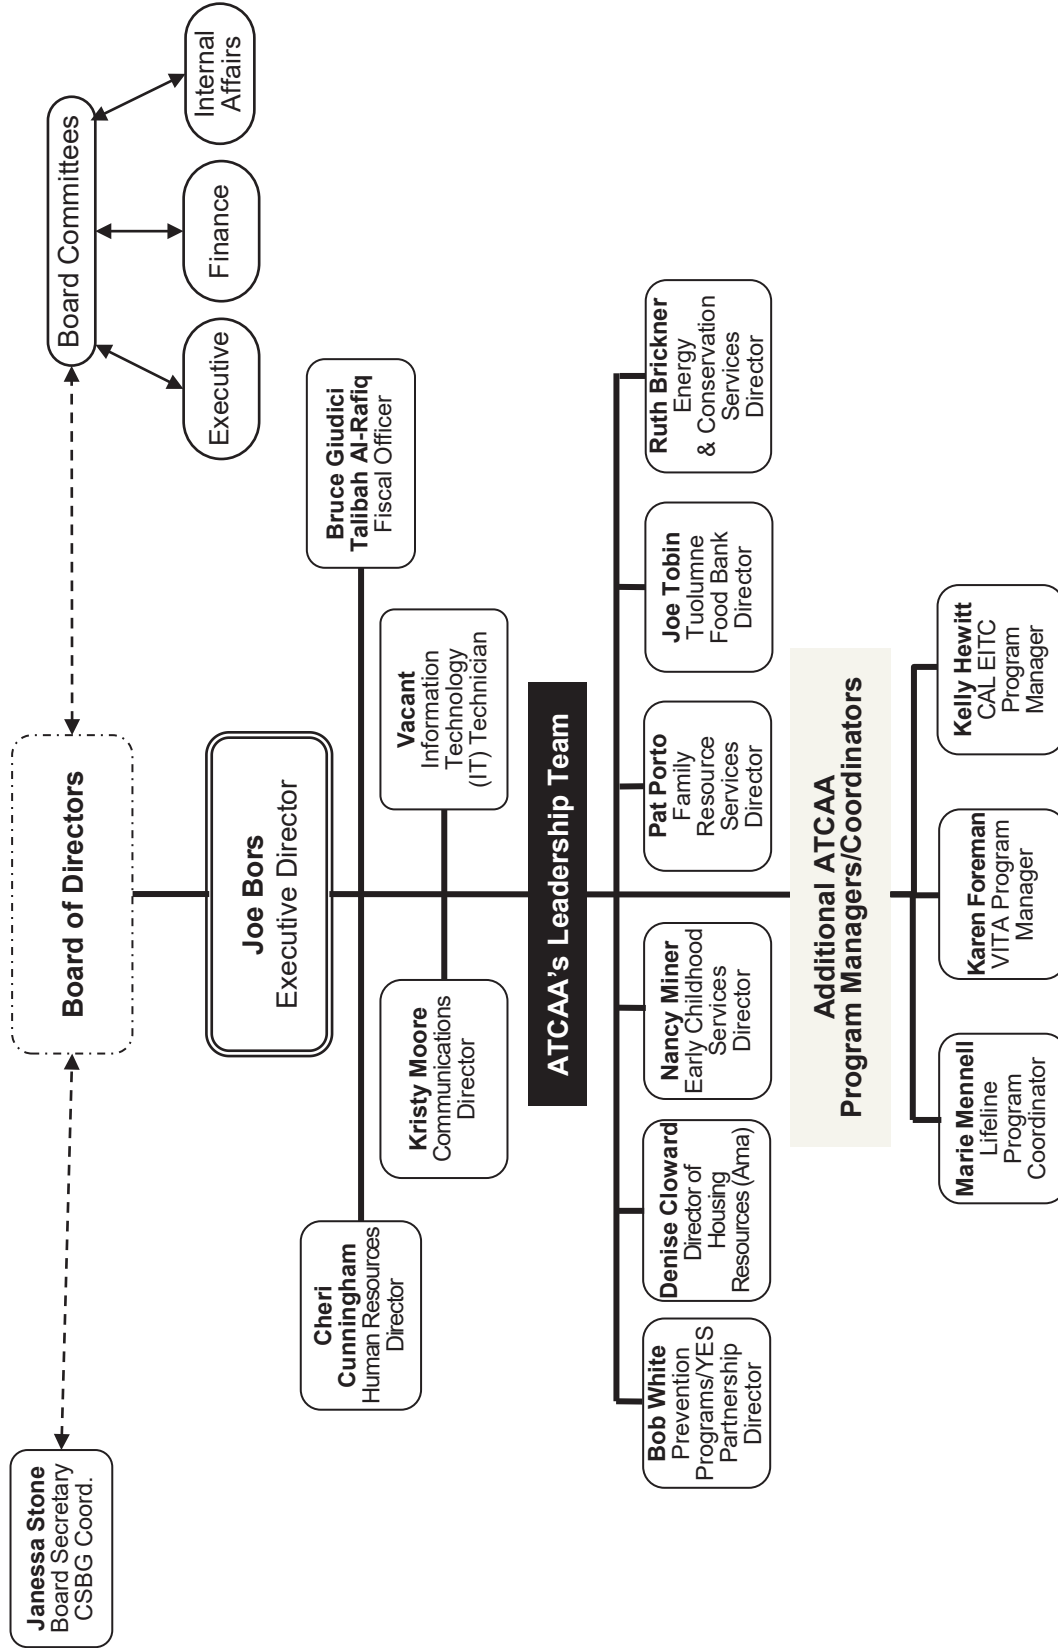 Janessa Stone
Board Secretary
CSBG Coord.
Board of Directors
Board Committees
Executive
Finance
Internal
Affairs
Joe Bors
Executive Director
Cheri
Cunningham
Human Resources
Director
Bruce Giudici
Talibah Al-Rafiq
Fiscal Officer
Kristy Moore
Communications
Director
Vacant
Information
Technology
(IT) Technician
ATCAA's Leadership Team
Bob White
Prevention
Programs/YES
Partnership
Director
Denise Cloward
Director of
Housing
Resources (Ama)
Nancy Miner
Early Childhood
Services
Director
Pat Porto
Family
Resource
Services
Director
Joe Tobin
Tuolumne
Food Bank
Director
Ruth Brickner
Energy
& Conservation
Services
Director
Additional ATCAA
Program Managers/Coordinators
Marie Mennell
Lifeline
Program
Coordinator
Karen Foreman
VITA Program
Manager
Kelly Hewitt
CAL EITC
Program
Manager